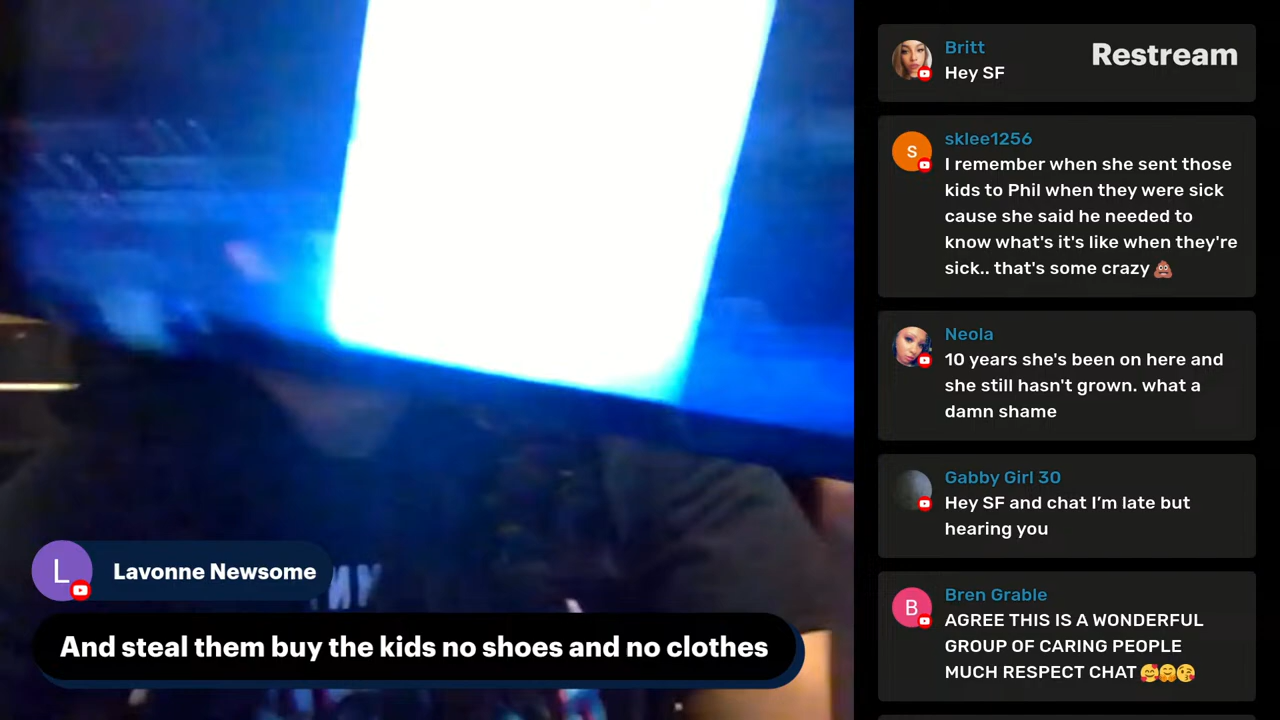 Restream
Britt
Hey SF
S
sklee1256
I remember when she sent those
kids to Phil when they were sick
cause she said he needed to
know what's it's like when they're
sick.. that's some crazy 💩
Neola
10 years she's been on here and
she still hasn't grown. what a
damn shame
Gabby Girl 30
Hey SF and chat I’m late but
hearing you
B
Bren Grable
AGREE THIS IS A WONDERFUL
GROUP OF CARING PEOPLE
MUCH RESPECT CHAT 🥰🤗😘
L
Lavonne Newsome
And steal them buy the kids no shoes and no clothes